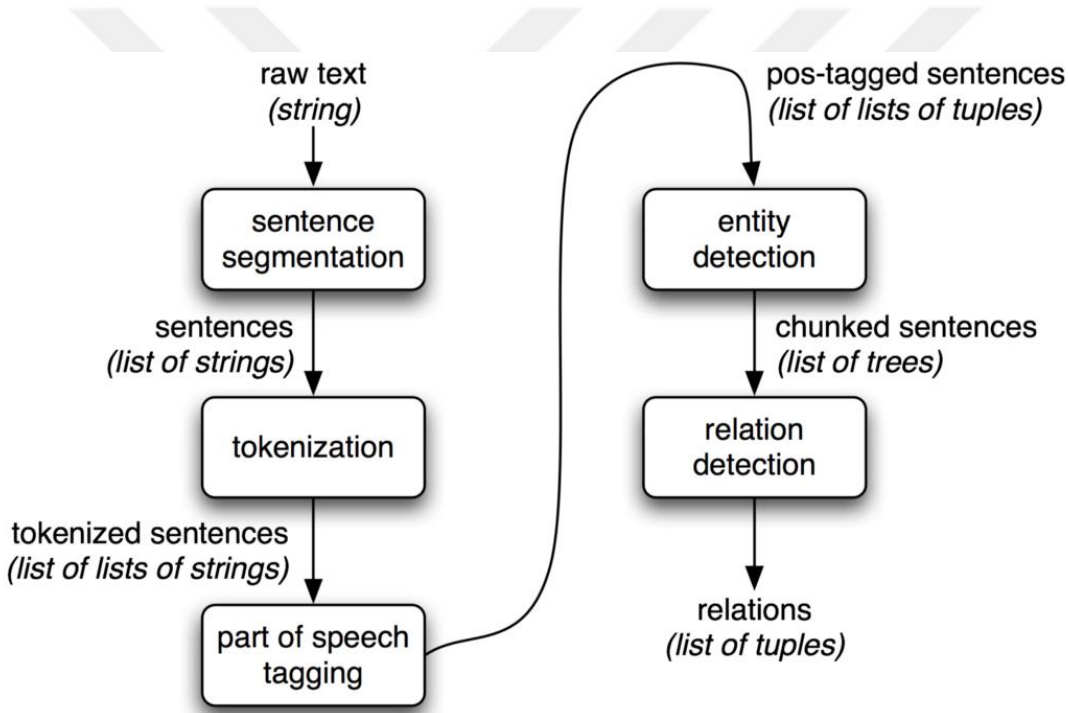 raw text
(string)
sentence
segmentation
sentences
(list of strings)
tokenization
tokenized sentences
(list of lists of strings)
part of speech
tagging
pos-tagged sentences
(list of lists of tuples)
entity
detection
chunked sentences
(list of trees)
relation
detection
relations
(list of tuples)